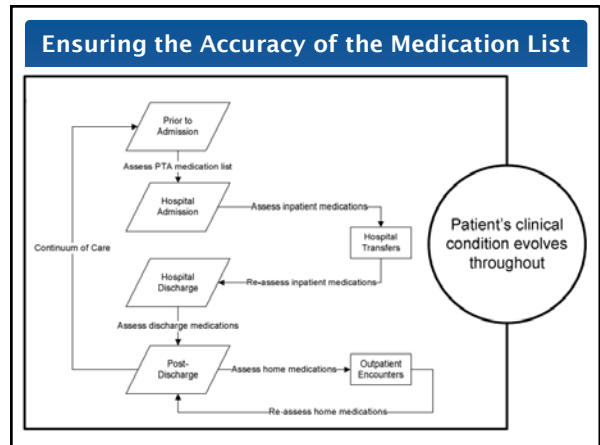 Ensuring the Accuracy of the Medication List
Prior to
Admission
Assess PTA medication list
Hospital
Admission
Assess inpatient medications
Hospital
Transfers
Continuum of Care
Hospital
Discharge
Re-assess inpatient medications
Assess discharge medications
Post-
Discharge
Assess home medications
Outpatient
Encounters
Re-assess home medications
Patient's clinical
condition evolves
throughout